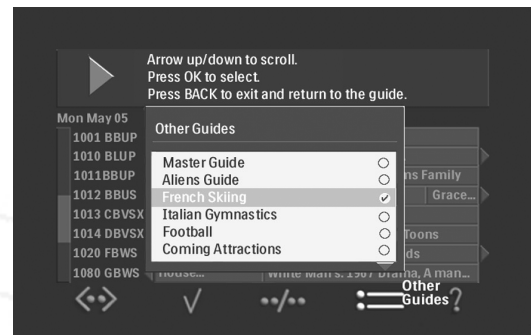 Arrow up/down to scroll.
Press OK to select.
Press BACK to exit and return to the guide.
Mon May 05
1001 BBUP
1010 BLUP
1011BBUP
1012 BBUS
1013 CBVSX
1014 DBVSX
1020 FBWS
1080 GBWS
Other Guides
Master Guide
Aliens Guide
French Skiing
Italian Gymnastics
Football
Coming Attractions
ns Family
Grace...
Toons
ds
House...
White Man's. 1987 Drama, A man...
Other
Guides?